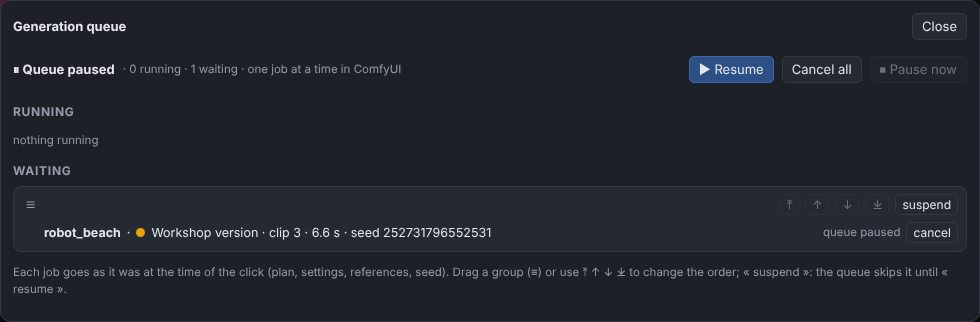 Generation queue
Close
Queue paused · 0 running · 1 waiting · one job at a time in ComfyUI
▶ Resume
Cancel all
■ Pause now
RUNNING
nothing running
WAITING
≡ ⤒ ↑ ↓ ⤓ suspend
robot_beach · Workshop version · clip 3 · 6.6 s · seed 252731796552531
queue paused cancel
Each job goes as it was at the time of the click (plan, settings, references, seed). Drag a group (≡) or use ⤒ ↑ ↓ ⤓ to change the order; « suspend »: the queue skips it until «
resume ».